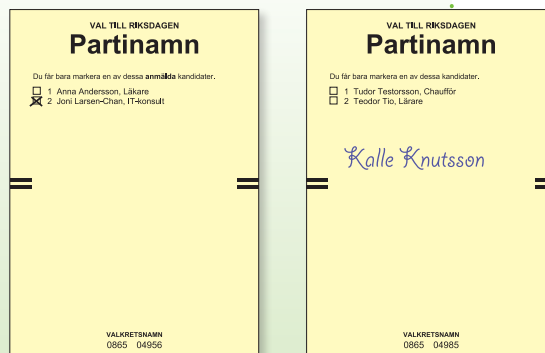 VAL TILL RIKSDAGEN
Partinamn
Du får bara markera en av dessa anmälda kandidater.
1 Anna Andersson, Läkare
2 Joni Larsen-Chan, IT-konsult
VALKRETSNAMN
0865 04956
VAL TILL RIKSDAGEN
Partinamn
Du får bara markera en av dessa kandidater.
1 Tudor Testorsson, Chaufför
2 Teodor Tio, Lärare
Kalle Knutsson
VALKRETSNAMN
0865 04985